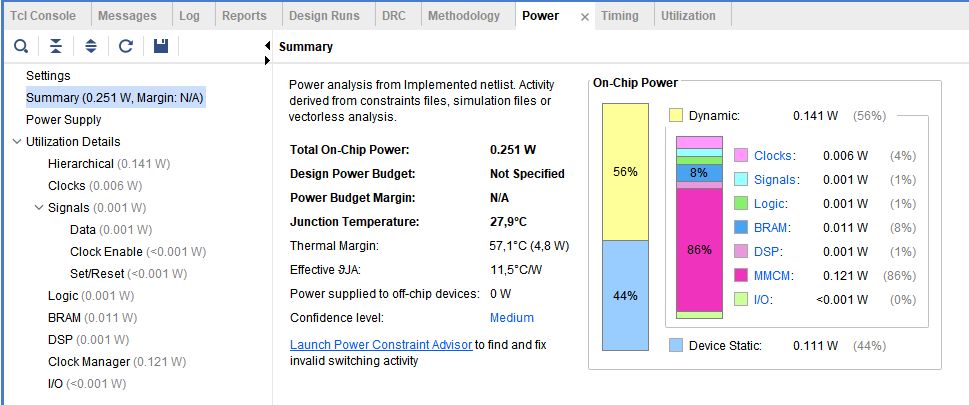 Tcl Console Messages Log Reports Design Runs DRC Methodology Power × Timing Utilization
Summary
Settings
Summary (0.251 W, Margin: N/A)
Power Supply
Utilization Details
Hierarchical (0.141 W)
Clocks (0.006 W)
Signals (0.001 W)
Data (0.001 W)
Clock Enable (<0.001 W)
Set/Reset (<0.001 W)
Logic (0.001 W)
BRAM (0.011 W)
DSP (0.001 W)
Clock Manager (0.121 W)
I/O (<0.001 W)
Power analysis from Implemented netlist. Activity
derived from constraints files, simulation files or
vectorless analysis.
Total On-Chip Power: 0.251 W
Design Power Budget: Not Specified
Power Budget Margin: N/A
Junction Temperature: 27,9°C
Thermal Margin: 57,1°C (4,8 W)
Effective ϑJA: 11,5°C/W
Power supplied to off-chip devices: 0 W
Confidence level: Medium
Launch Power Constraint Advisor to find and fix
invalid switching activity
On-Chip Power
56%
44%
8%
86%
Dynamic: 0.141 W (56%)
Clocks: 0.006 W (4%)
Signals: 0.001 W (1%)
Logic: 0.001 W (1%)
BRAM: 0.011 W (8%)
DSP: 0.001 W (1%)
MMCM: 0.121 W (86%)
I/O: <0.001 W (0%)
Device Static: 0.111 W (44%)